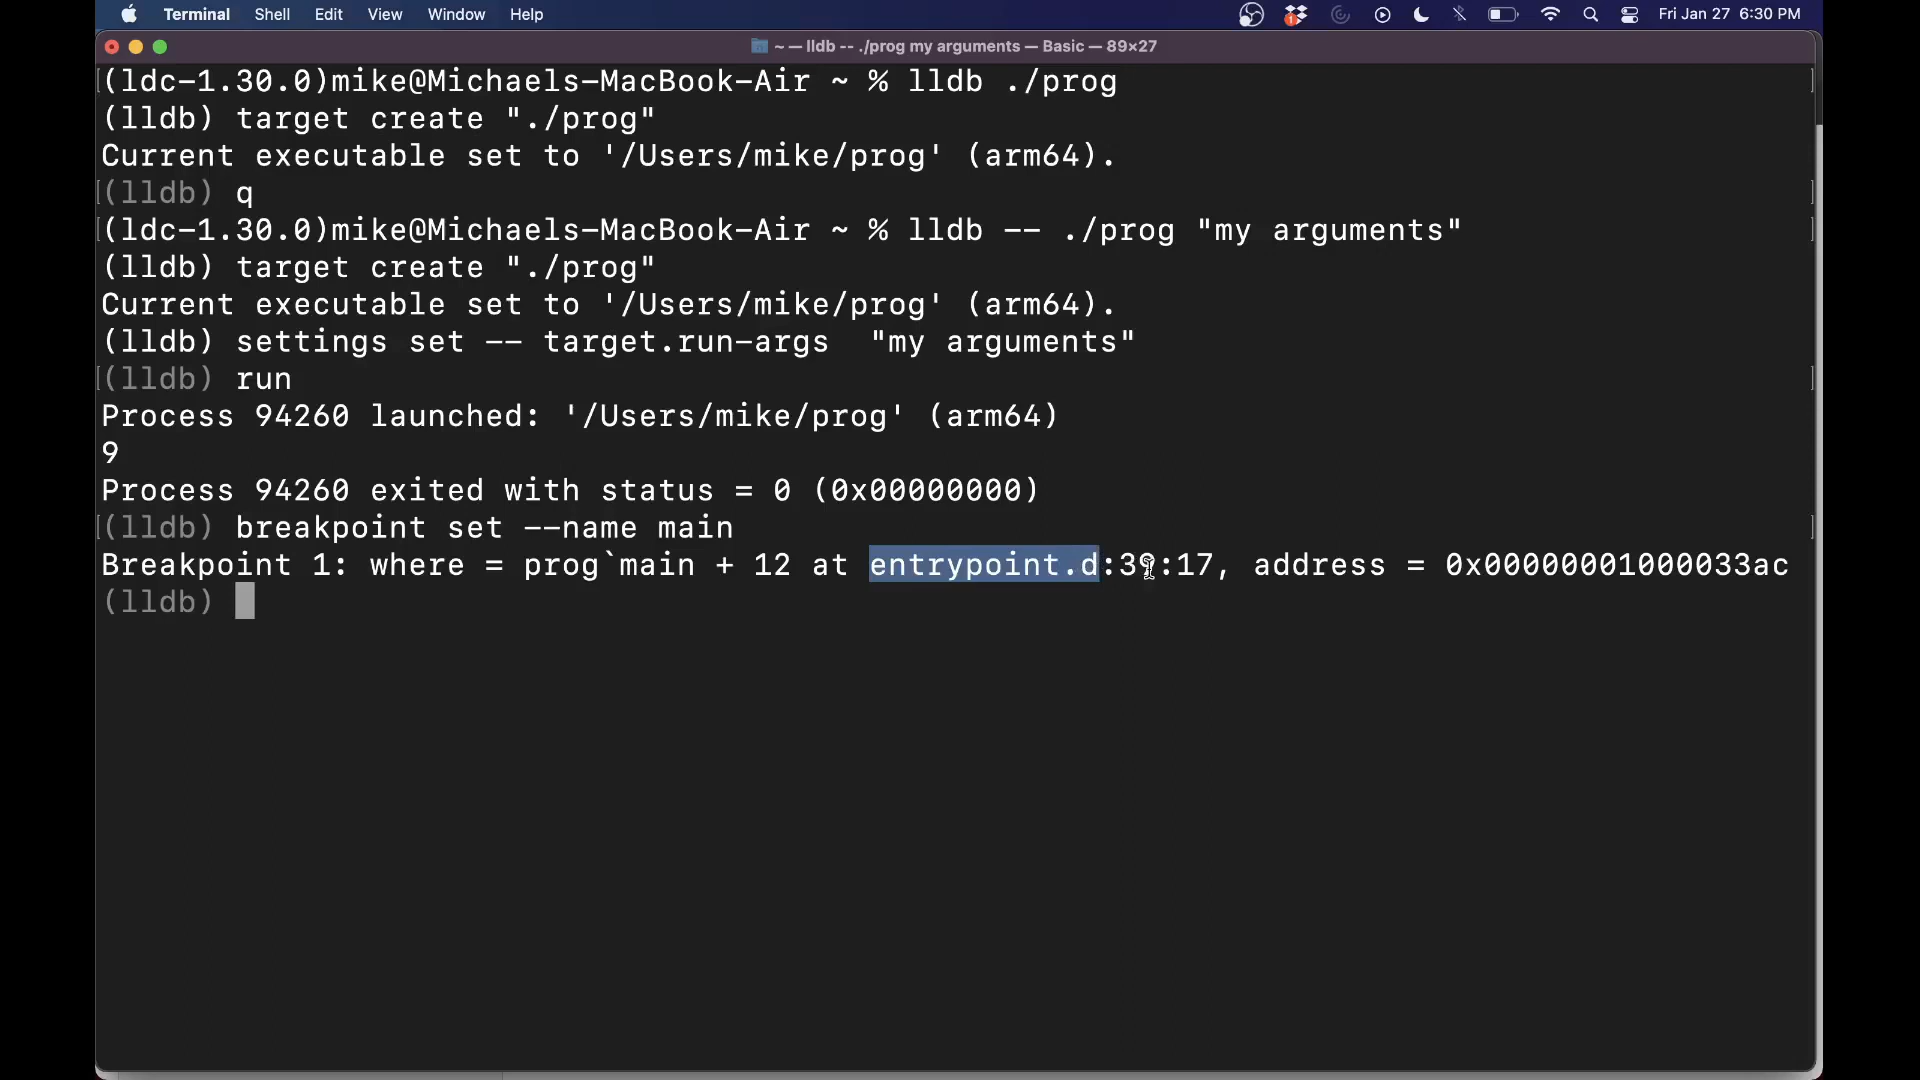 Terminal Shell Edit View Window Help Fri Jan 27 6:30 PM
~ — lldb -- ./prog my arguments — Basic — 89×27
(ldc-1.30.0)mike@Michaels-MacBook-Air ~ % lldb ./prog
(lldb) target create "./prog"
Current executable set to '/Users/mike/prog' (arm64).
(lldb) q
(ldc-1.30.0)mike@Michaels-MacBook-Air ~ % lldb -- ./prog "my arguments"
(lldb) target create "./prog"
Current executable set to '/Users/mike/prog' (arm64).
(lldb) settings set -- target.run-args  "my arguments"
(lldb) run
Process 94260 launched: '/Users/mike/prog' (arm64)
9
Process 94260 exited with status = 0 (0x00000000)
(lldb) breakpoint set --name main
Breakpoint 1: where = prog`main + 12 at entrypoint.d:39:17, address = 0x00000001000033ac
(lldb)